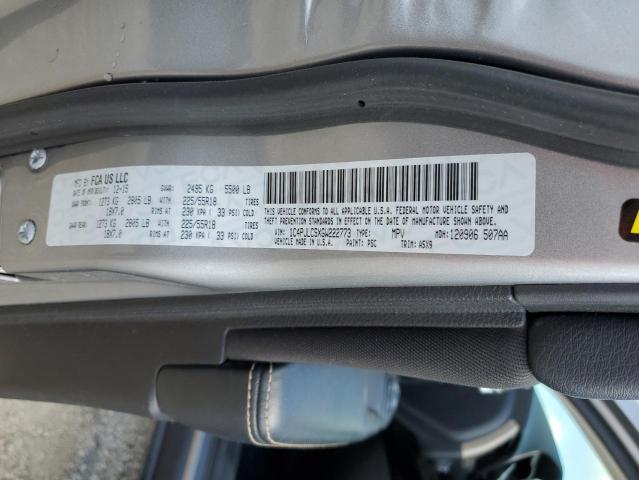 MFD BY FCA US LLC
DATE OF MFR 12-15 GVWR: 2495 KG 5500 LB
GAWR FRONT: 1273 KG 2805 LB WITH 225/55R18 TIRES
18X7.0 RIMS AT 230 KPA ( 33 PSI) COLD
GAWR REAR: 1273 KG 2805 LB WITH 225/55R18 TIRES
18X7.0 RIMS AT 230 KPA ( 33 PSI) COLD
THIS VEHICLE CONFORMS TO ALL APPLICABLE U.S.A. FEDERAL MOTOR VEHICLE SAFETY AND
THEFT PREVENTION STANDARDS IN EFFECT ON THE DATE OF MANUFACTURE SHOWN ABOVE.
VIN: TYPE: MPV MDH: 120906 507AA
VEHICLE MADE IN U.S.A. PAINT: PSC TRIM: A5X9